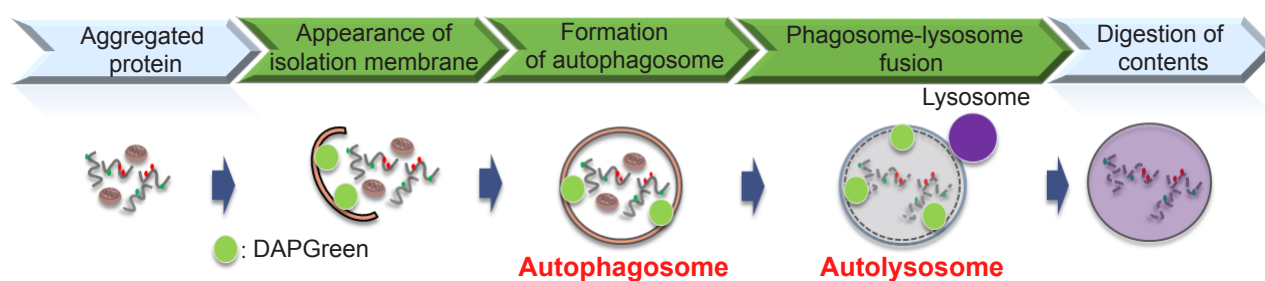 Aggregated
protein
Appearance of
isolation membrane
Formation
of autophagosome
Phagosome-lysosome
fusion
Digestion of
contents
Lysosome
: DAPGreen
Autophagosome
Autolysosome